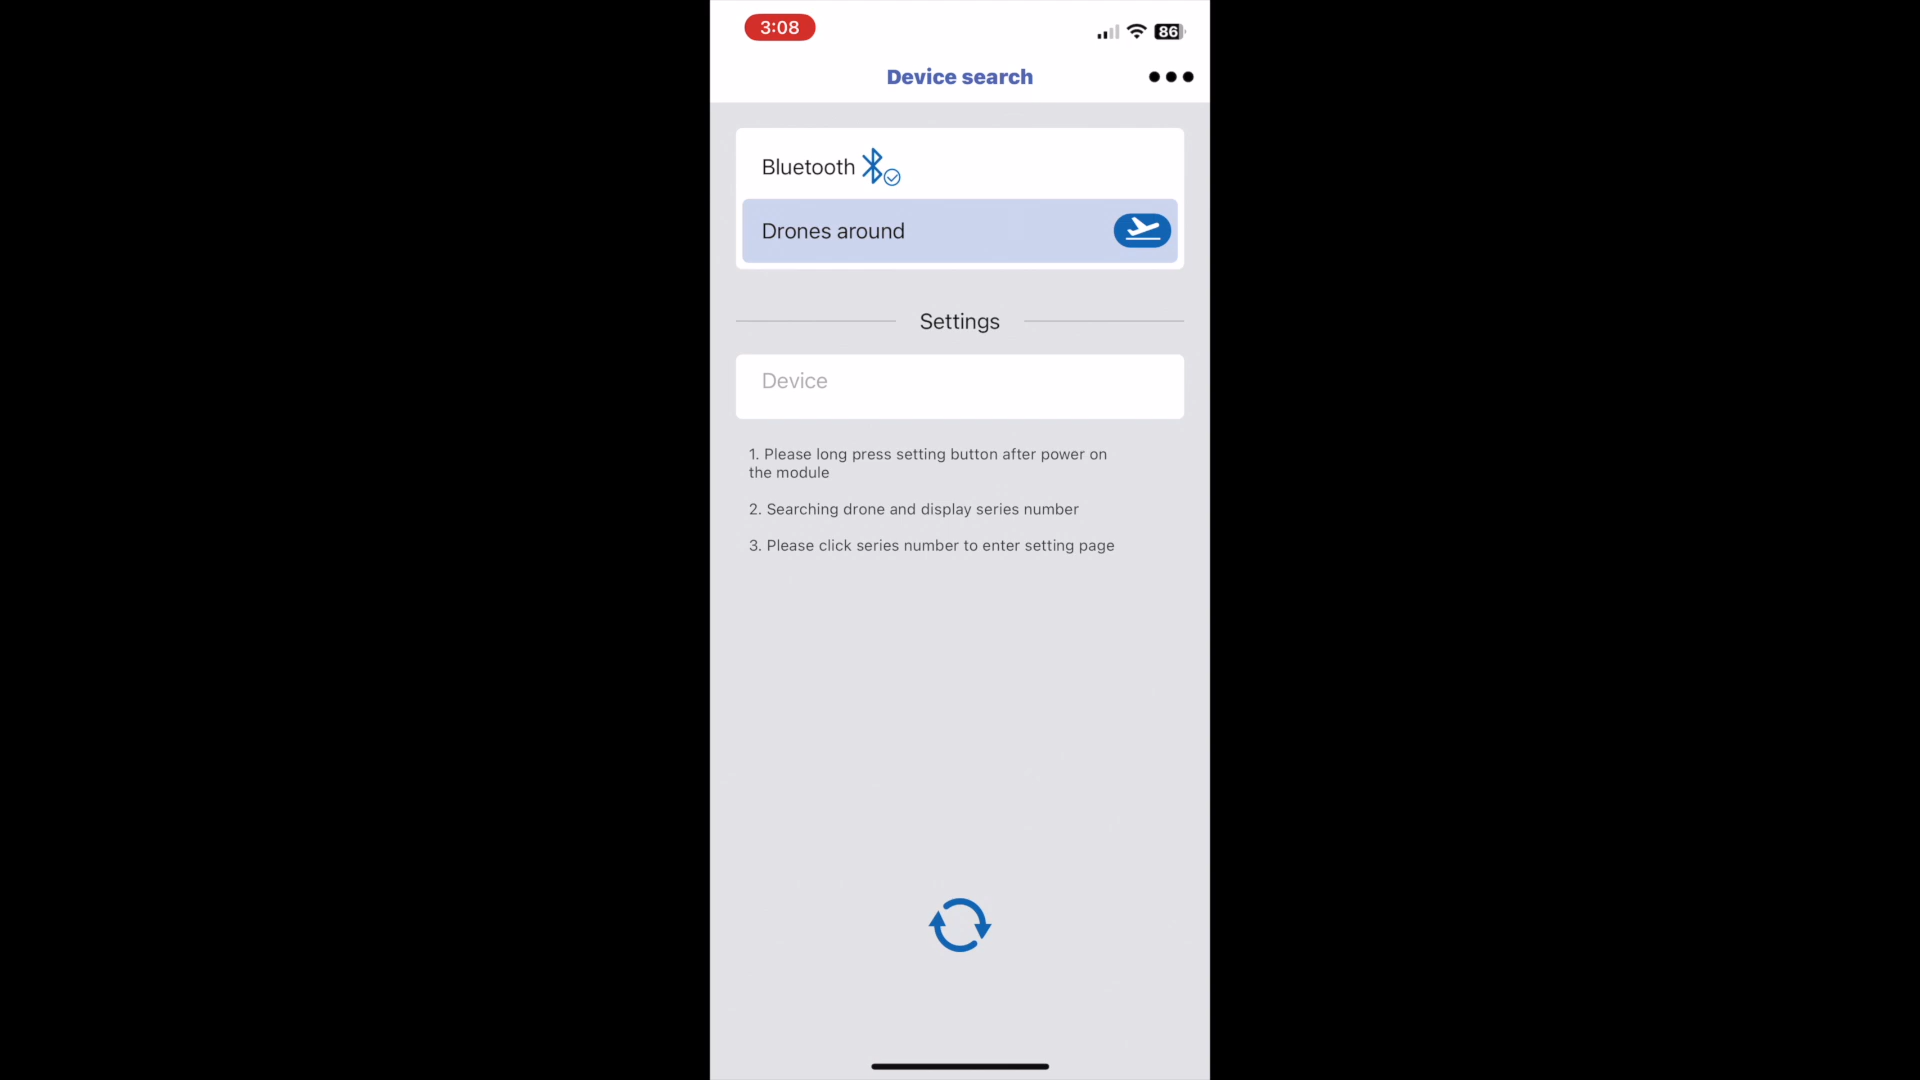 3:08
86
Device search
Bluetooth
Drones around
Settings
Device
1. Please long press setting button after power on
the module
2. Searching drone and display series number
3. Please click series number to enter setting page